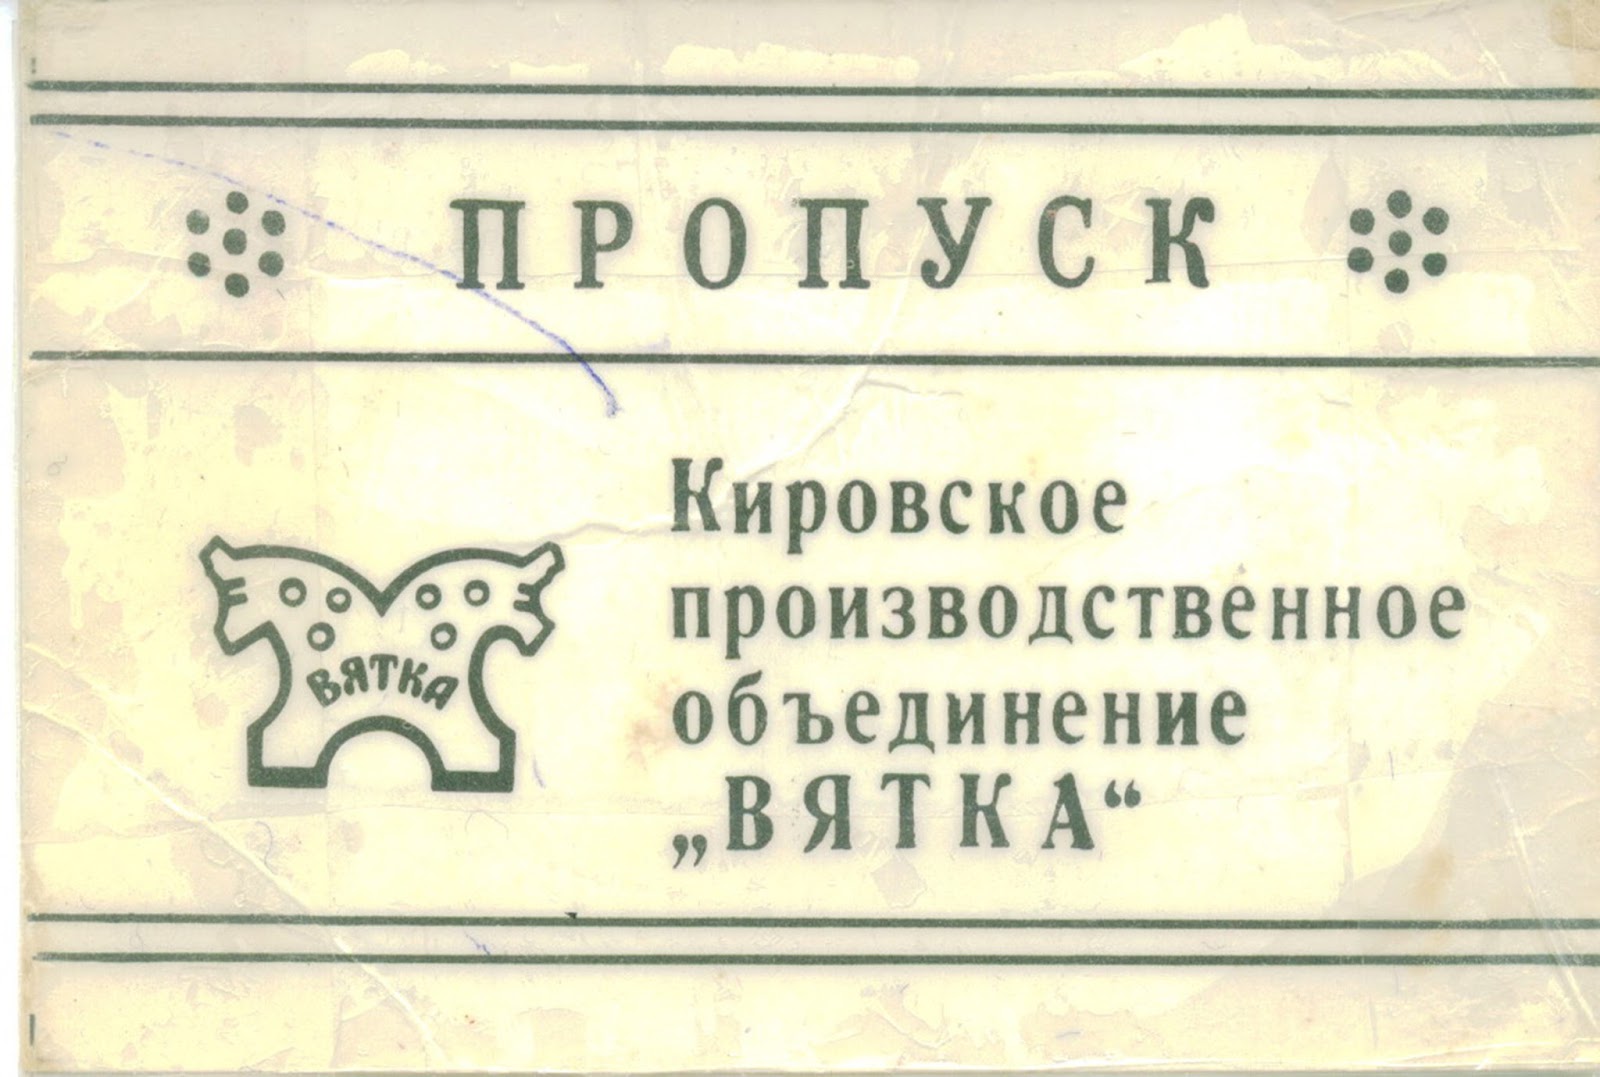 ПРОПУСК
Кировское
производственное
объединение
„ВЯТКА“
ВЯТКА